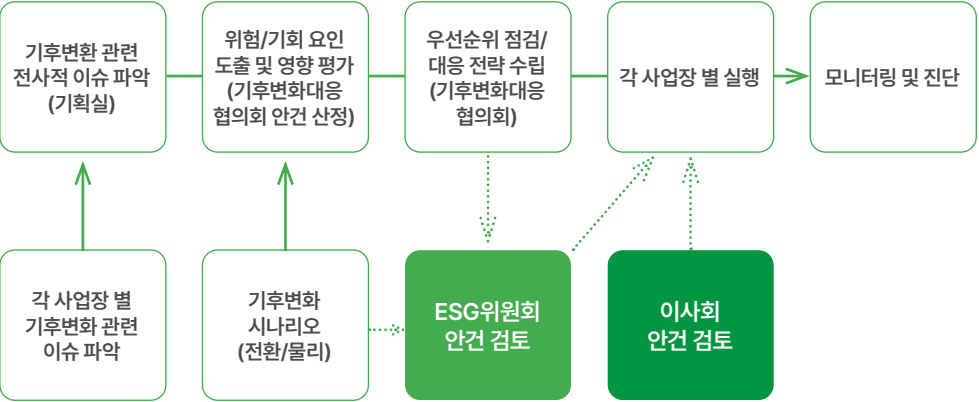 기후변환 관련
전사적 이슈 파악
(기획실)
위험/기회 요인
도출 및 영향 평가
(기후변화대응
협의회 안건 산정)
우선순위 점검/
대응 전략 수립
(기후변화대응
협의회)
각 사업장 별 실행
모니터링 및 진단
각 사업장 별
기후변화 관련
이슈 파악
기후변화
시나리오
(전환/물리)
ESG위원회
안건 검토
이사회
안건 검토